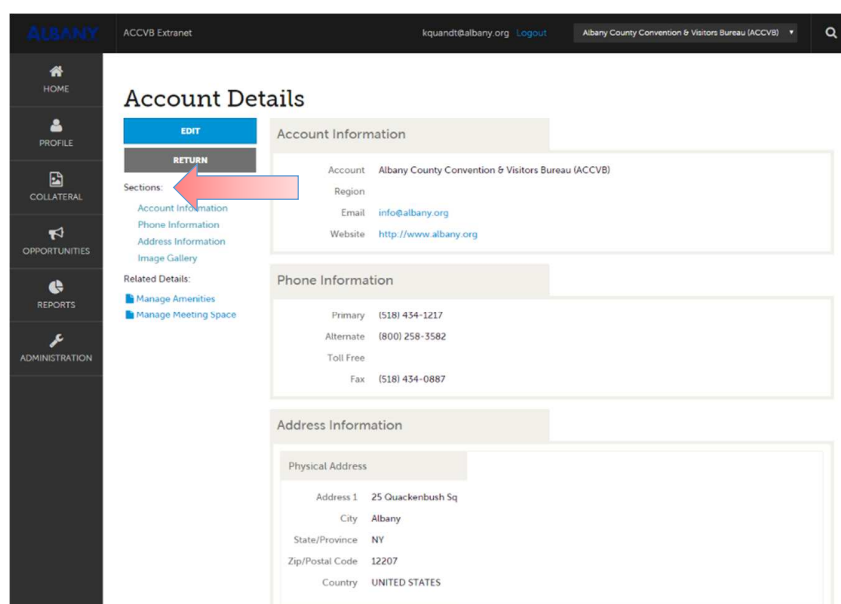 ALBANY
ACCVB Extranet
kquandt@albany.org Logout
Albany County Convention & Visitors Bureau (ACCVB)
HOME
PROFILE
COLLATERAL
OPPORTUNITIES
REPORTS
ADMINISTRATION
Account Details
EDIT
RETURN
Sections:
Account Information
Phone Information
Address Information
Image Gallery
Related Details:
Manage Amenities
Manage Meeting Space
Account Information
Account Albany County Convention & Visitors Bureau (ACCVB)
Region
Email info@albany.org
Website http://www.albany.org
Phone Information
Primary (518) 434-1217
Alternate (800) 258-3582
Toll Free
Fax (518) 434-0887
Address Information
Physical Address
Address 1 25 Quackenbush Sq
City Albany
State/Province NY
Zip/Postal Code 12207
Country UNITED STATES